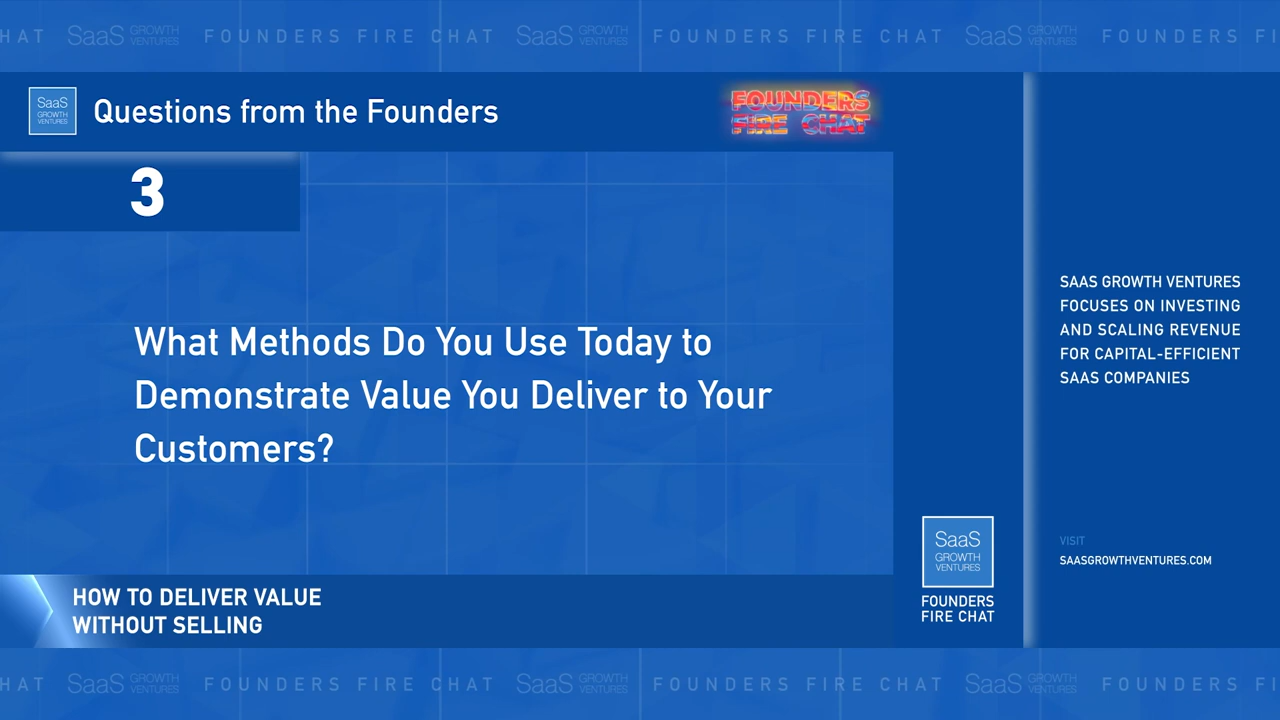 HAT SaaS GROWTH VENTURES FOUNDERS FIRE CHAT SaaS GROWTH VENTURES FOUNDERS FIRE CHAT SaaS GROWTH VENTURES FOUNDERS FI
SaaS
GROWTH
VENTURES
Questions from the Founders
FOUNDERS
FIRE CHAT
3
What Methods Do You Use Today to
Demonstrate Value You Deliver to Your
Customers?
HOW TO DELIVER VALUE
WITHOUT SELLING
SaaS
GROWTH
VENTURES
FOUNDERS
FIRE CHAT
SAAS GROWTH VENTURES
FOCUSES ON INVESTING
AND SCALING REVENUE
FOR CAPITAL-EFFICIENT
SAAS COMPANIES
VISIT
SAASGROWTHVENTURES.COM
HAT SaaS GROWTH VENTURES FOUNDERS FIRE CHAT SaaS GROWTH VENTURES FOUNDERS FIRE CHAT SaaS GROWTH VENTURES FOUNDERS FI